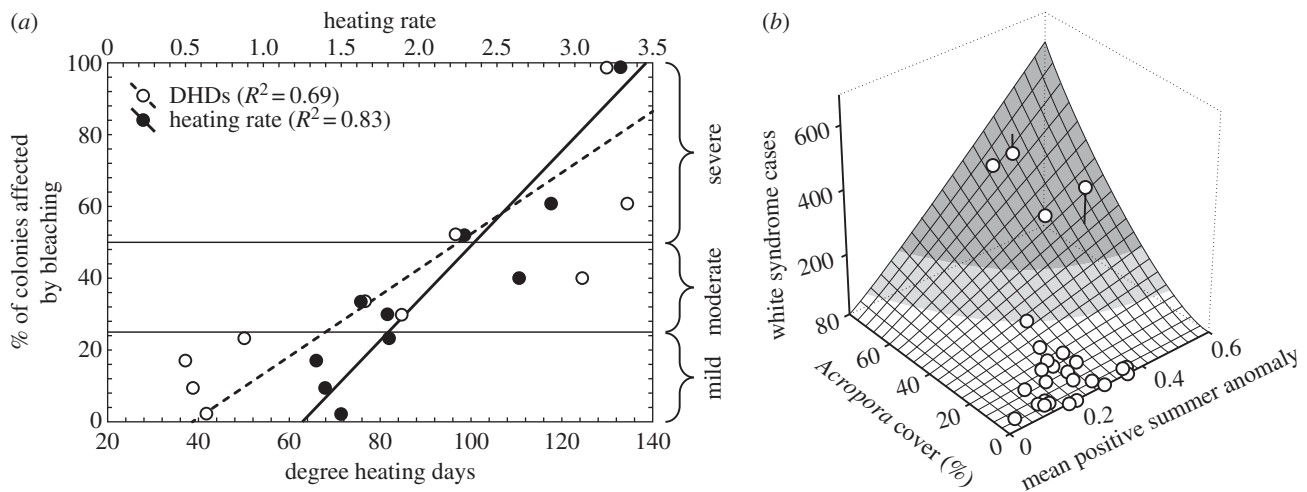 (a)
heating rate
0 0.5 1.0 1.5 2.0 2.5 3.0 3.5
100
80
60
40
20
0
% of colonies affected
by bleaching
DHDs (R² = 0.69)
heating rate (R² = 0.83)
severe
moderate
mild
20 40 60 80 100 120 140
degree heating days
(b)
white syndrome cases
600
400
200
80
60
40
20
0
Acropora cover (%)
0
0.2
0.4
0.6
mean positive summer anomaly